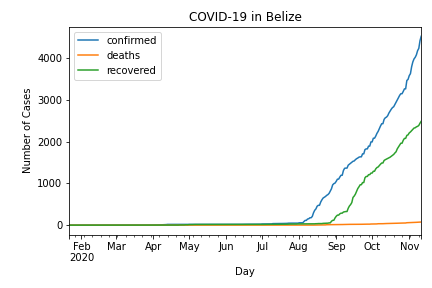 COVID-19 in Belize
confirmed
deaths
recovered
Number of Cases
4000
3000
2000
1000
0
Feb Mar Apr May Jun Jul Aug Sep Oct Nov
2020
Day